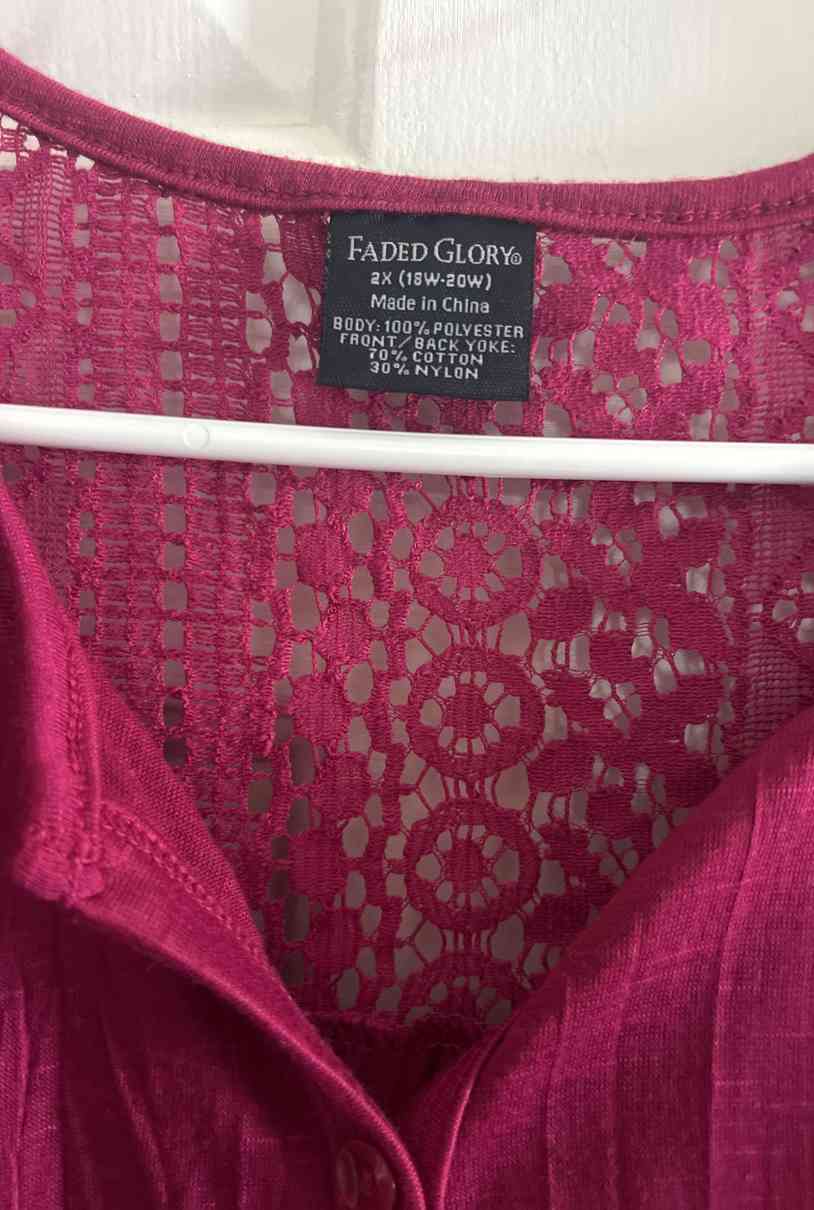 FADED GLORY®
2X (18W-20W)
Made in China
BODY: 100% POLYESTER
FRONT/BACK YOKE:
70% COTTON
30% NYLON